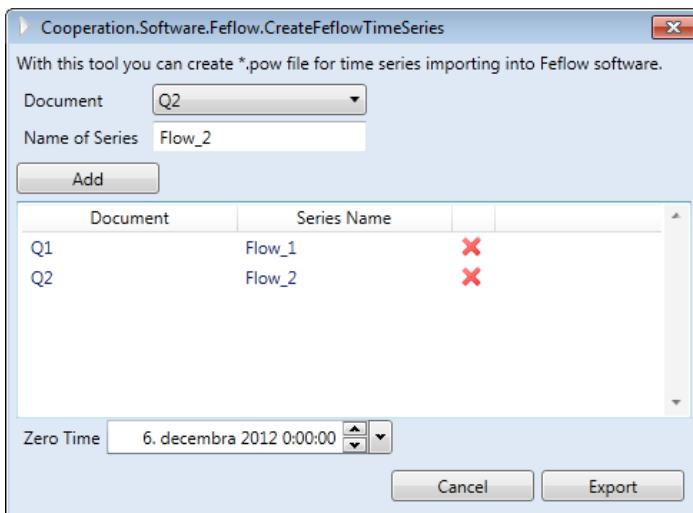 Cooperation.Software.Feflow.CreateFeflowTimeSeries
With this tool you can create *.pow file for time series importing into Feflow software.
Document Q2
Name of Series Flow_2
Add
Document Series Name
Q1 Flow_1
Q2 Flow_2
Zero Time 6. decembra 2012 0:00:00
Cancel Export